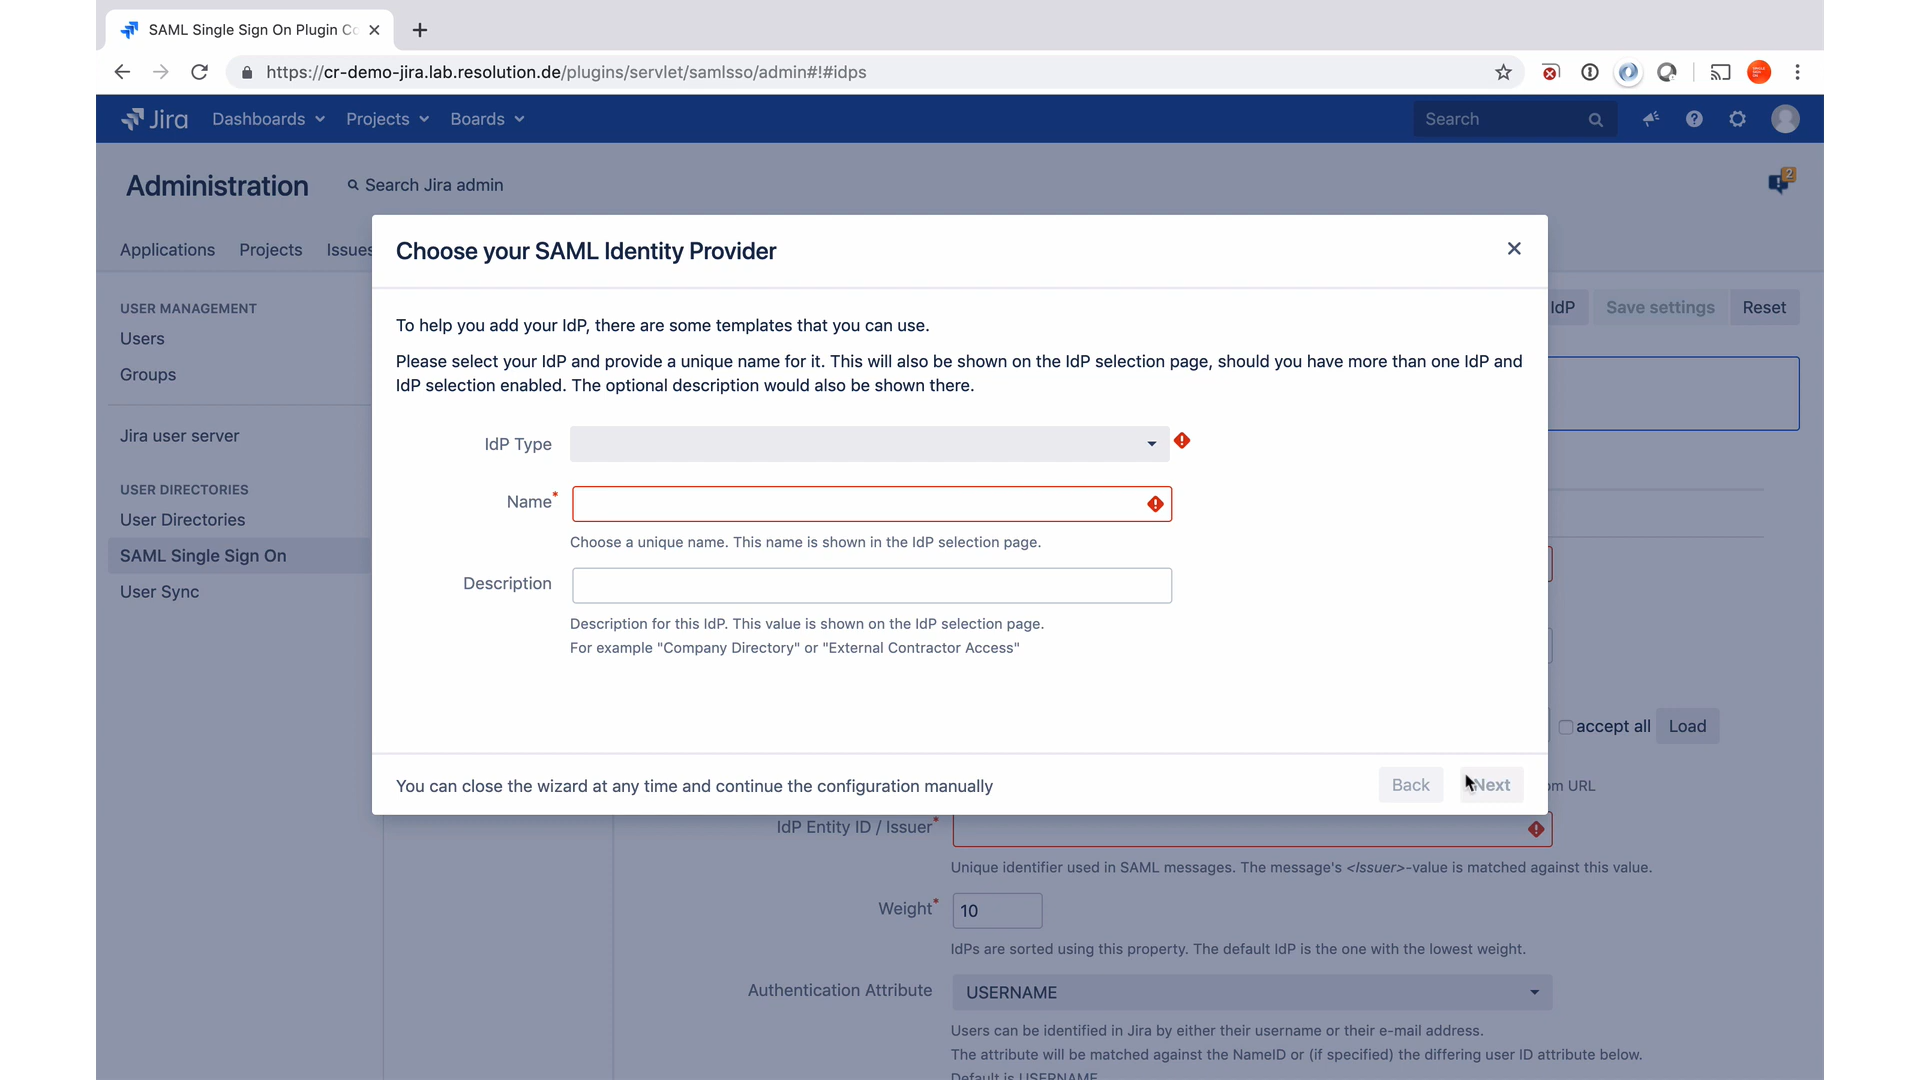 SAML Single Sign On Plugin Co
https://cr-demo-jira.lab.resolution.de/plugins/servlet/samlsso/admin#!#idps
Jira Dashboards Projects Boards Search
Administration Search Jira admin 2
Applications Projects Issues
Choose your SAML Identity Provider
USER MANAGEMENT
Users
Groups
Jira user server
USER DIRECTORIES
User Directories
SAML Single Sign On
User Sync
IdP Save settings Reset
To help you add your IdP, there are some templates that you can use.
Please select your IdP and provide a unique name for it. This will also be shown on the IdP selection page, should you have more than one IdP and
IdP selection enabled. The optional description would also be shown there.
IdP Type
Name*
Choose a unique name. This name is shown in the IdP selection page.
Description
Description for this IdP. This value is shown on the IdP selection page.
For example "Company Directory" or "External Contractor Access"
accept all Load
You can close the wizard at any time and continue the configuration manually
Back Next
om URL
IdP Entity ID / Issuer*
Unique identifier used in SAML messages. The message's <Issuer>-value is matched against this value.
Weight* 10
IdPs are sorted using this property. The default IdP is the one with the lowest weight.
Authentication Attribute USERNAME
Users can be identified in Jira by either their username or their e-mail address.
The attribute will be matched against the NameID or (if specified) the differing user ID attribute below.
Default is USERNAME